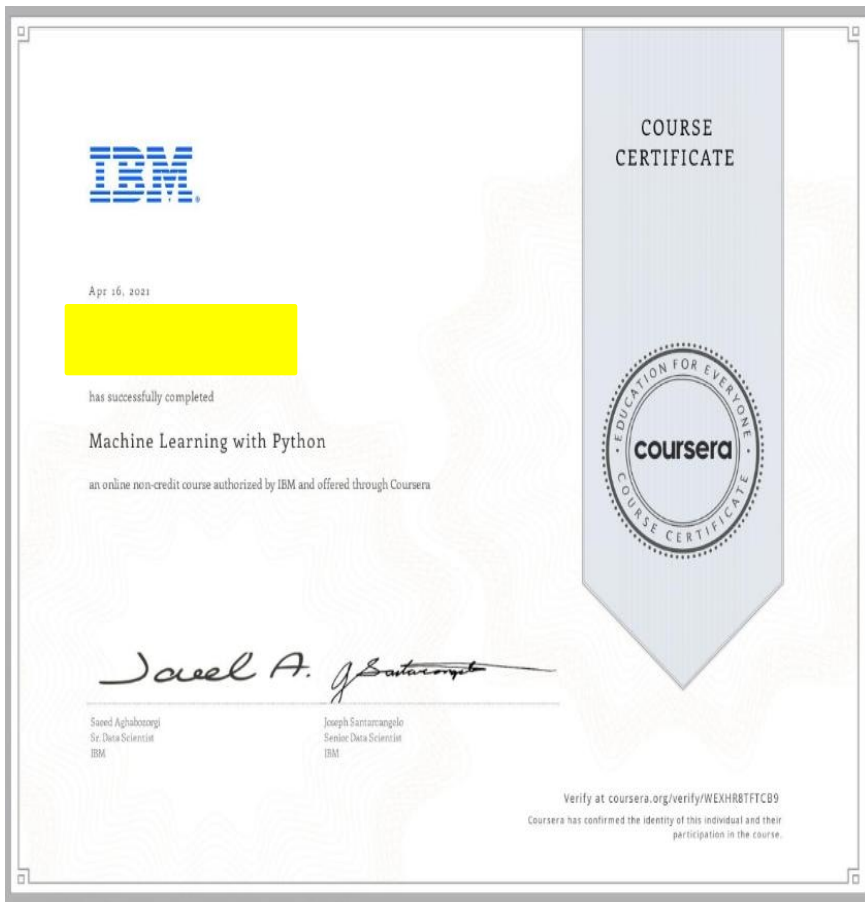 COURSE
CERTIFICATE
IBM
Apr 16, 2021
has successfully completed
Machine Learning with Python
an online non-credit course authorized by IBM and offered through Coursera
EDUCATION FOR EVERYONE
coursera
COURSE CERTIFICATE
Saeed Aghabozorgi
Sr. Data Scientist
IBM
Joseph Santarcangelo
Senior Data Scientist
IBM
Verify at coursera.org/verify/WEXHR8TFTCB9
Coursera has confirmed the identity of this individual and their
participation in the course.